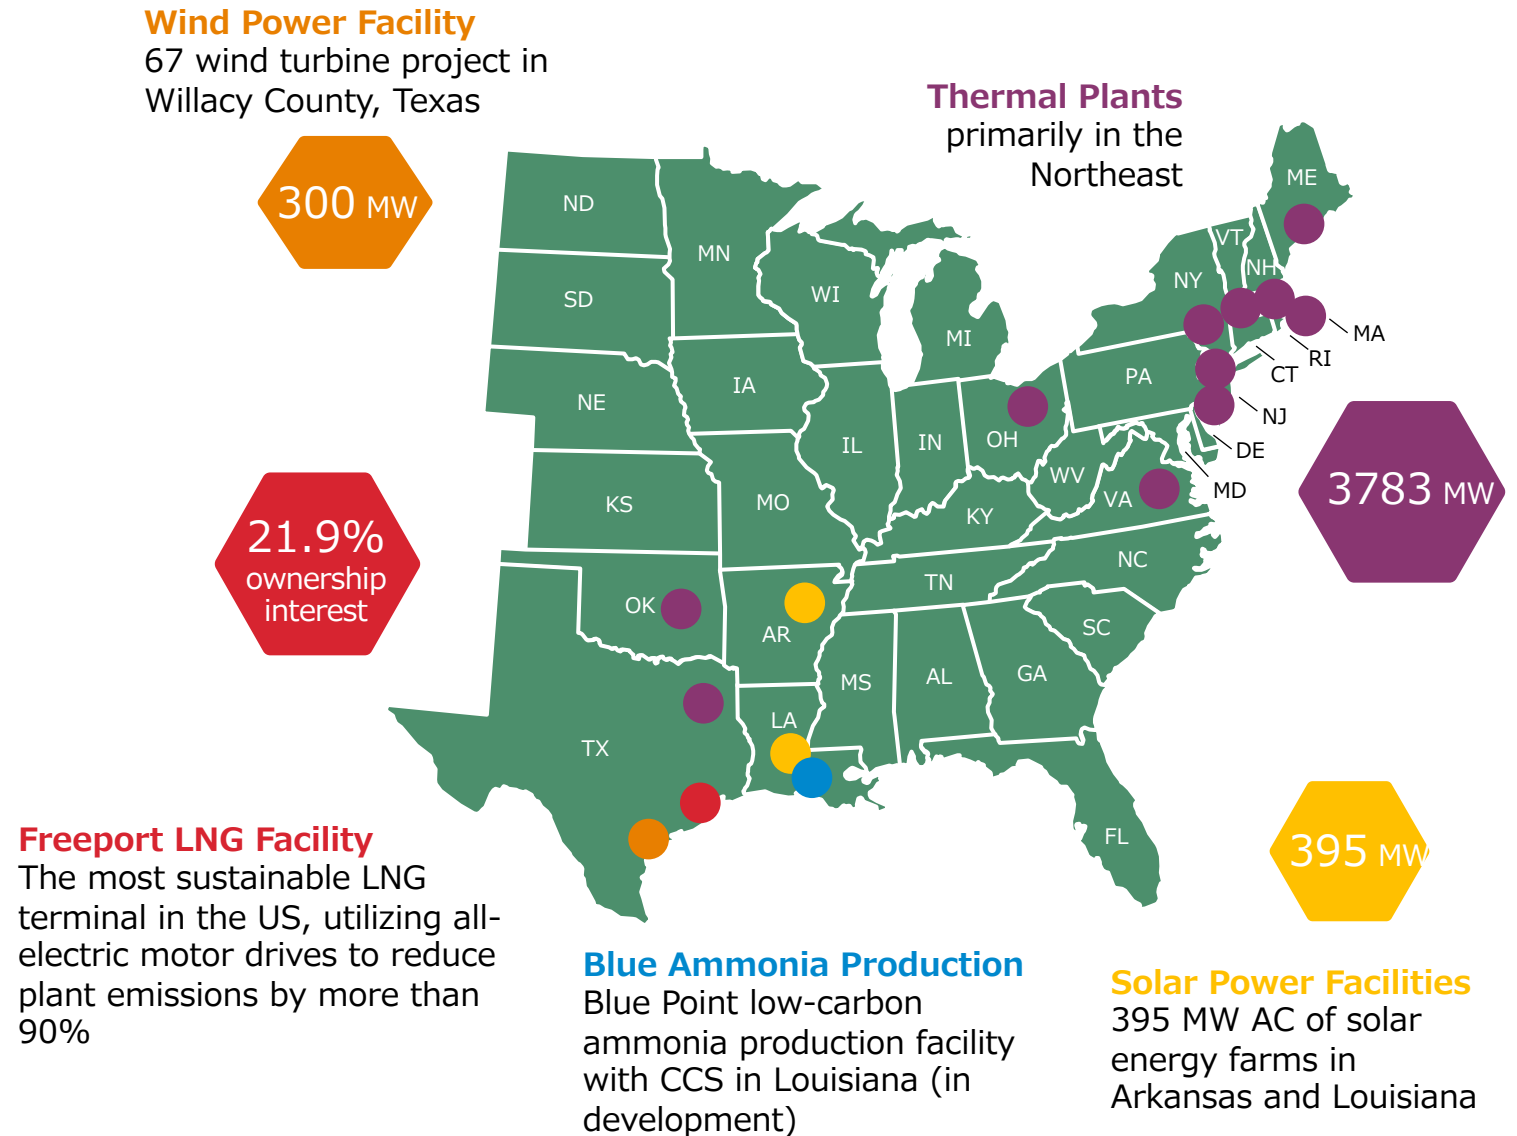 Wind Power Facility
67 wind turbine project in
Willacy County, Texas
300 MW
Thermal Plants
primarily in the
Northeast
ME
ND
VT
MN
NH
NY
WI
SD
MI
MA
RI
CT
PA
IA
NE
NJ
OH
IN
IL
DE
WV
3783 MW
MD
VA
MO
KS
KY
21.9%
ownership
interest
NC
TN
OK
SC
AR
GA
AL
MS
LA
TX
FL
395 MW
Freeport LNG Facility
The most sustainable LNG
terminal in the US, utilizing all-
electric motor drives to reduce
plant emissions by more than
90%
Blue Ammonia Production
Blue Point low-carbon
ammonia production facility
with CCS in Louisiana (in
development)
Solar Power Facilities
395 MW AC of solar
energy farms in
Arkansas and Louisiana